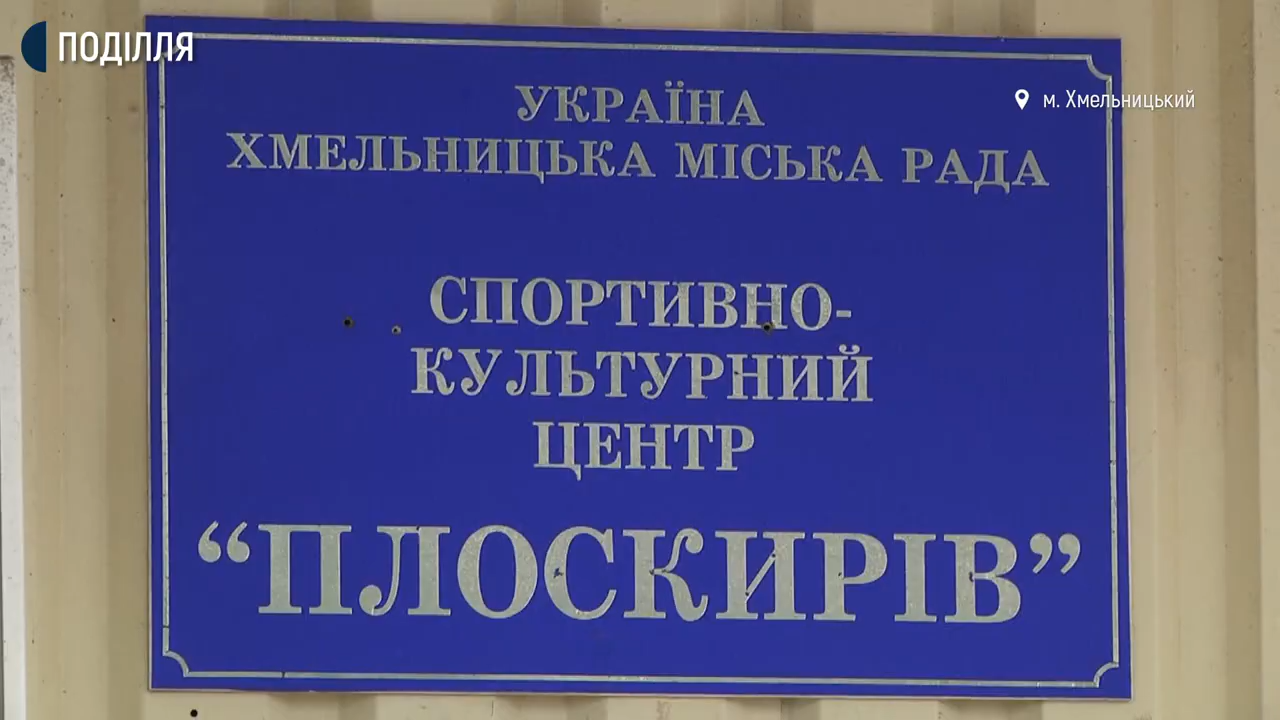 ПОДІЛЛЯ
м. Хмельницький
УКРАЇНА
ХМЕЛЬНИЦЬКА МІСЬКА РАДА
СПОРТИВНО-
КУЛЬТУРНИЙ
ЦЕНТР
“ПЛОСКИРІВ”